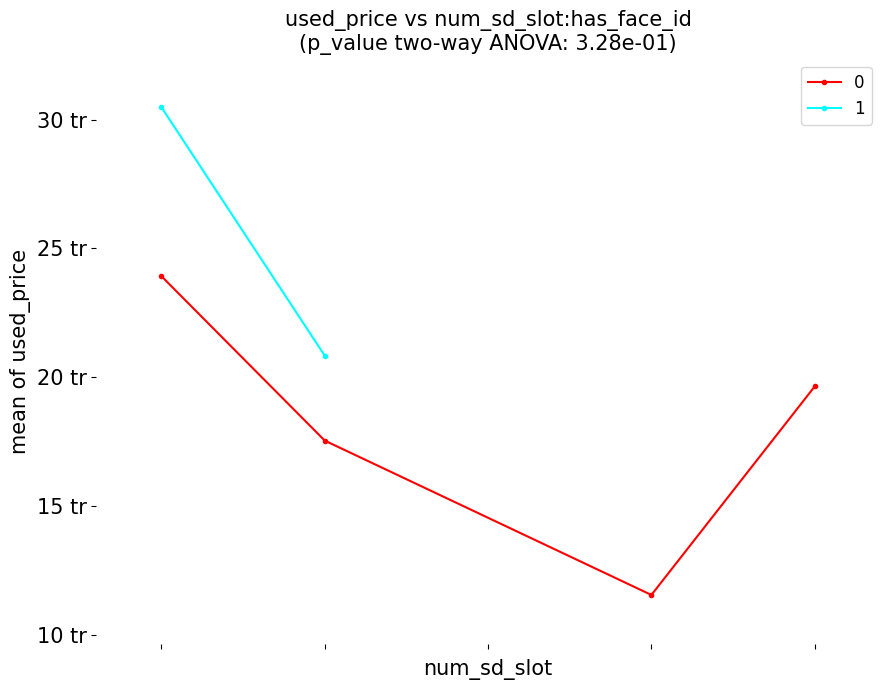 used_price vs num_sd_slot:has_face_id
(p_value two-way ANOVA: 3.28e-01)
0
1
30 tr
25 tr
20 tr
15 tr
10 tr
mean of used_price
num_sd_slot